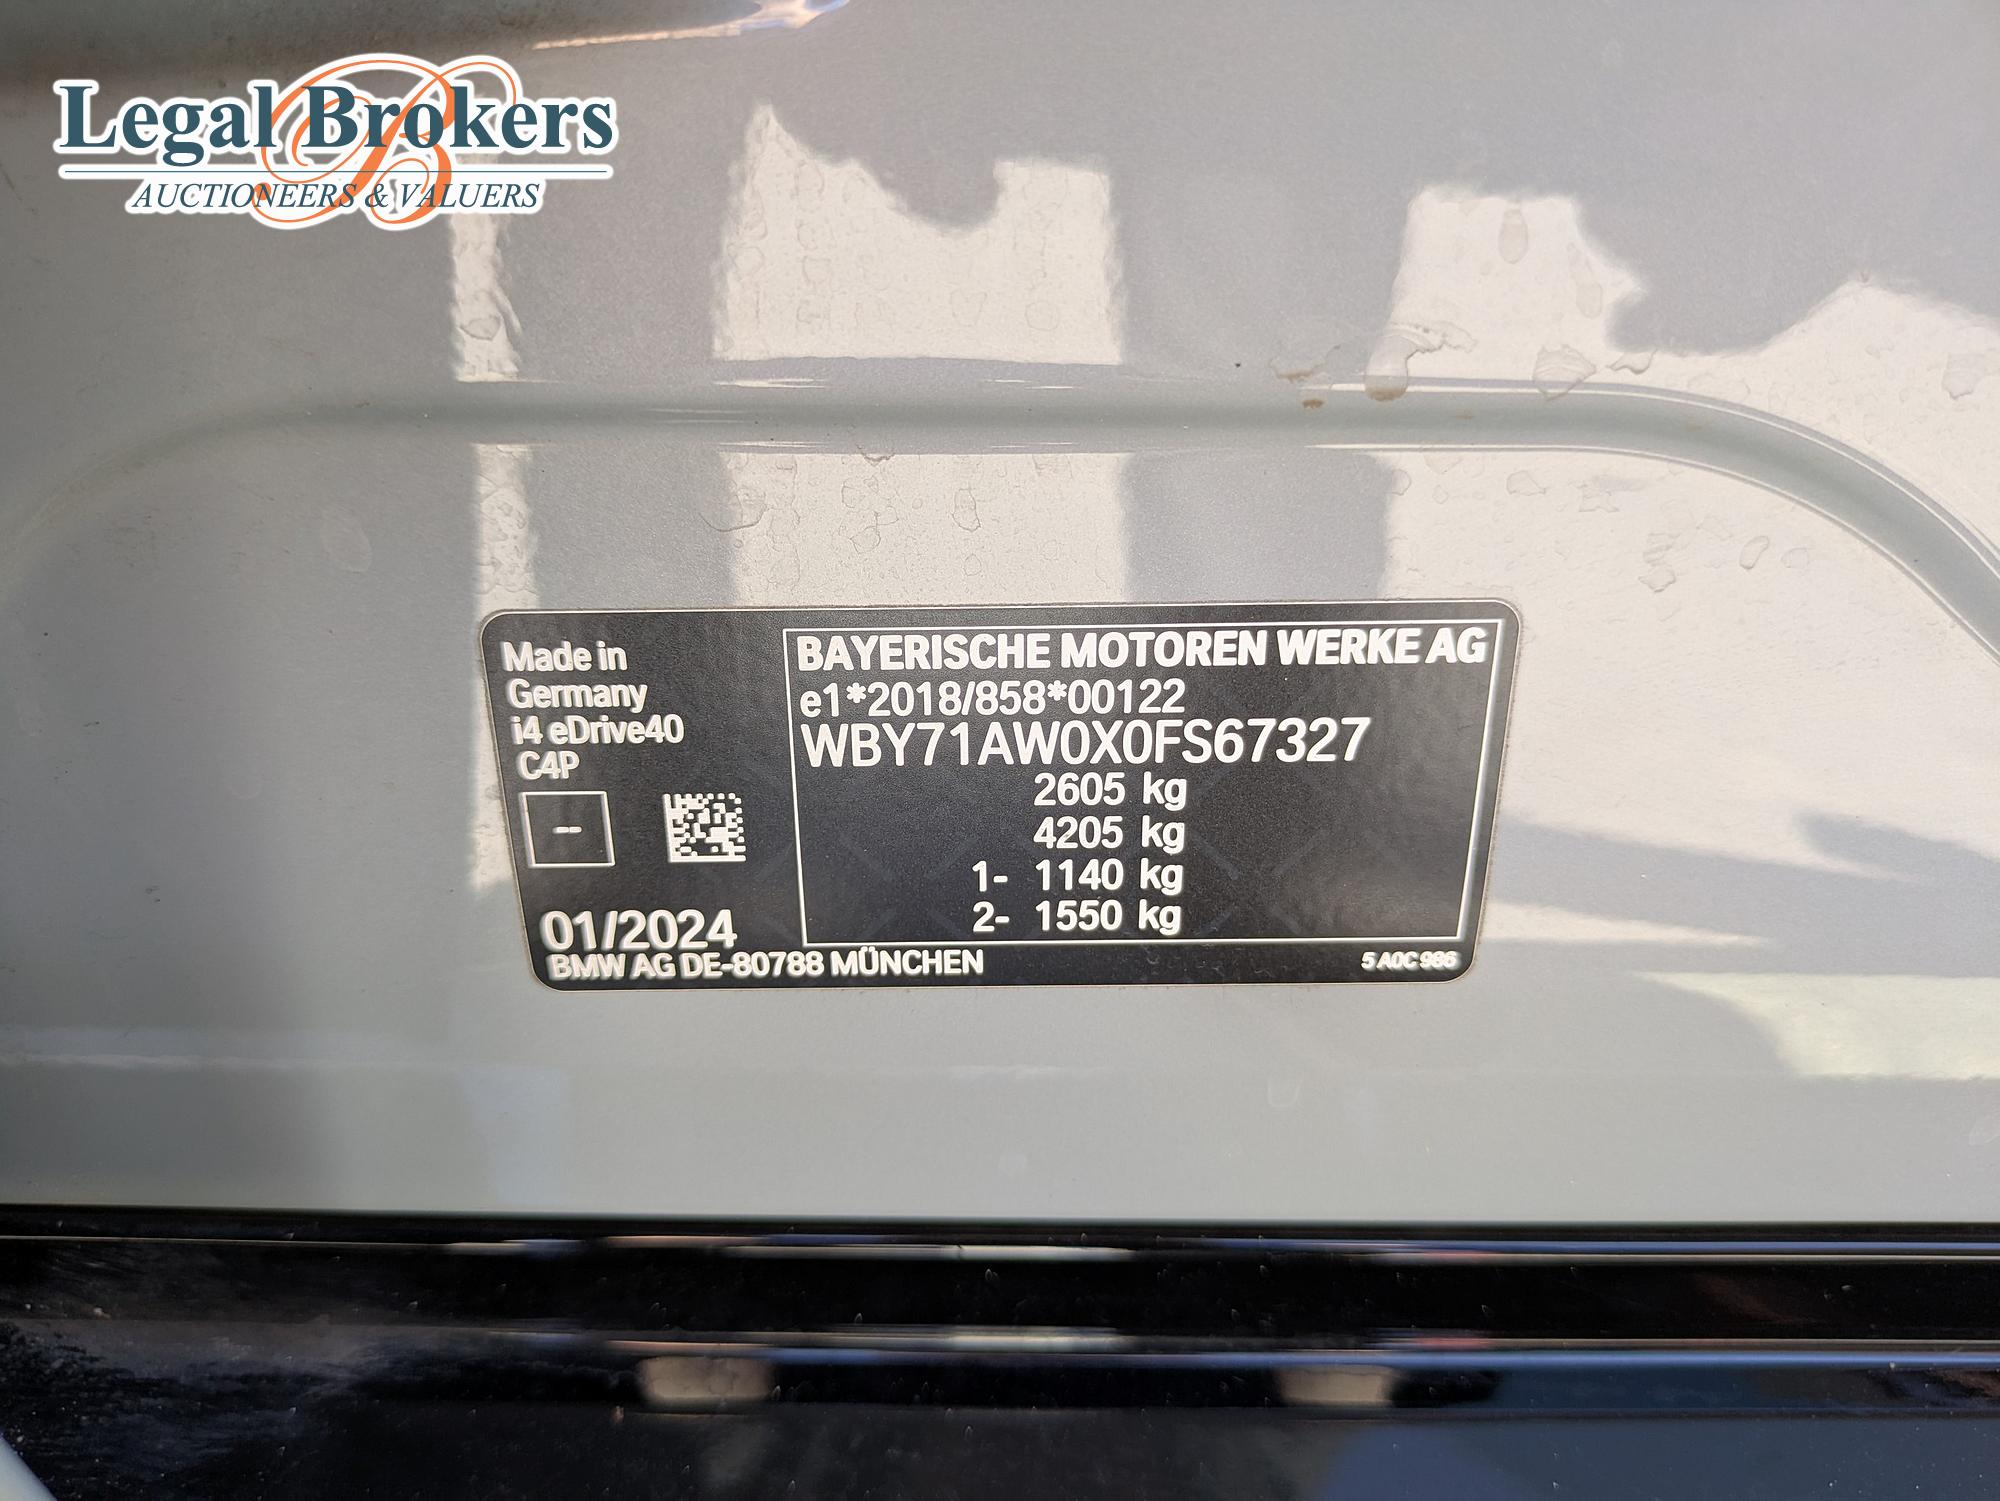 Legal Brokers
AUCTIONEERS & VALUERS
Made in
Germany
i4 eDrive40
C4P
--
01/2024
BMW AG DE-80788 MÜNCHEN
BAYERISCHE MOTOREN WERKE AG
e1*2018/858*00122
WBY71AW0X0FS67327
2605 kg
4205 kg
1- 1140 kg
2- 1550 kg
5 A0C 986